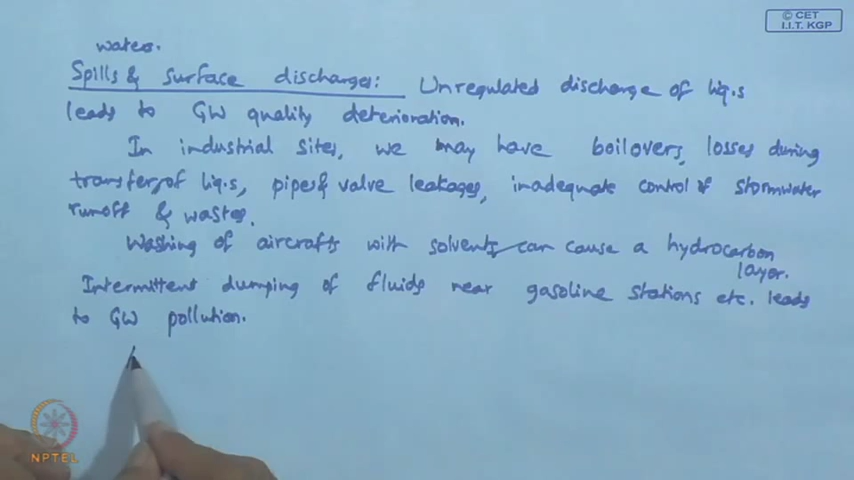 © CET
I.I.T. KGP
waters.
Spills & surface discharges: Unregulated discharge of liq.s
leads to GW quality deterioration.
In industrial sites, we may have boilovers, losses during
transfer of liq.s, pipes & valve leakages, inadequate control of stormwater
runoff & wastes.
Washing of aircrafts with solvents can cause a hydrocarbon
layer.
Intermittent dumping of fluids near gasoline stations etc. leads
to GW pollution.
NPTEL